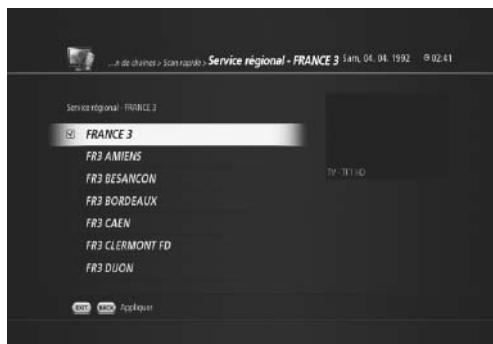 ...n de chaînes > Scan rapide > Service régional - FRANCE 3 Sam, 04. 04. 1992 02:41
Service régional - FRANCE 3
FRANCE 3
FR3 AMIENS
FR3 BESANCON
TV - TF1 HD
FR3 BORDEAUX
FR3 CAEN
FR3 CLERMONT FD
FR3 DIJON
EXIT BACK Appliquer